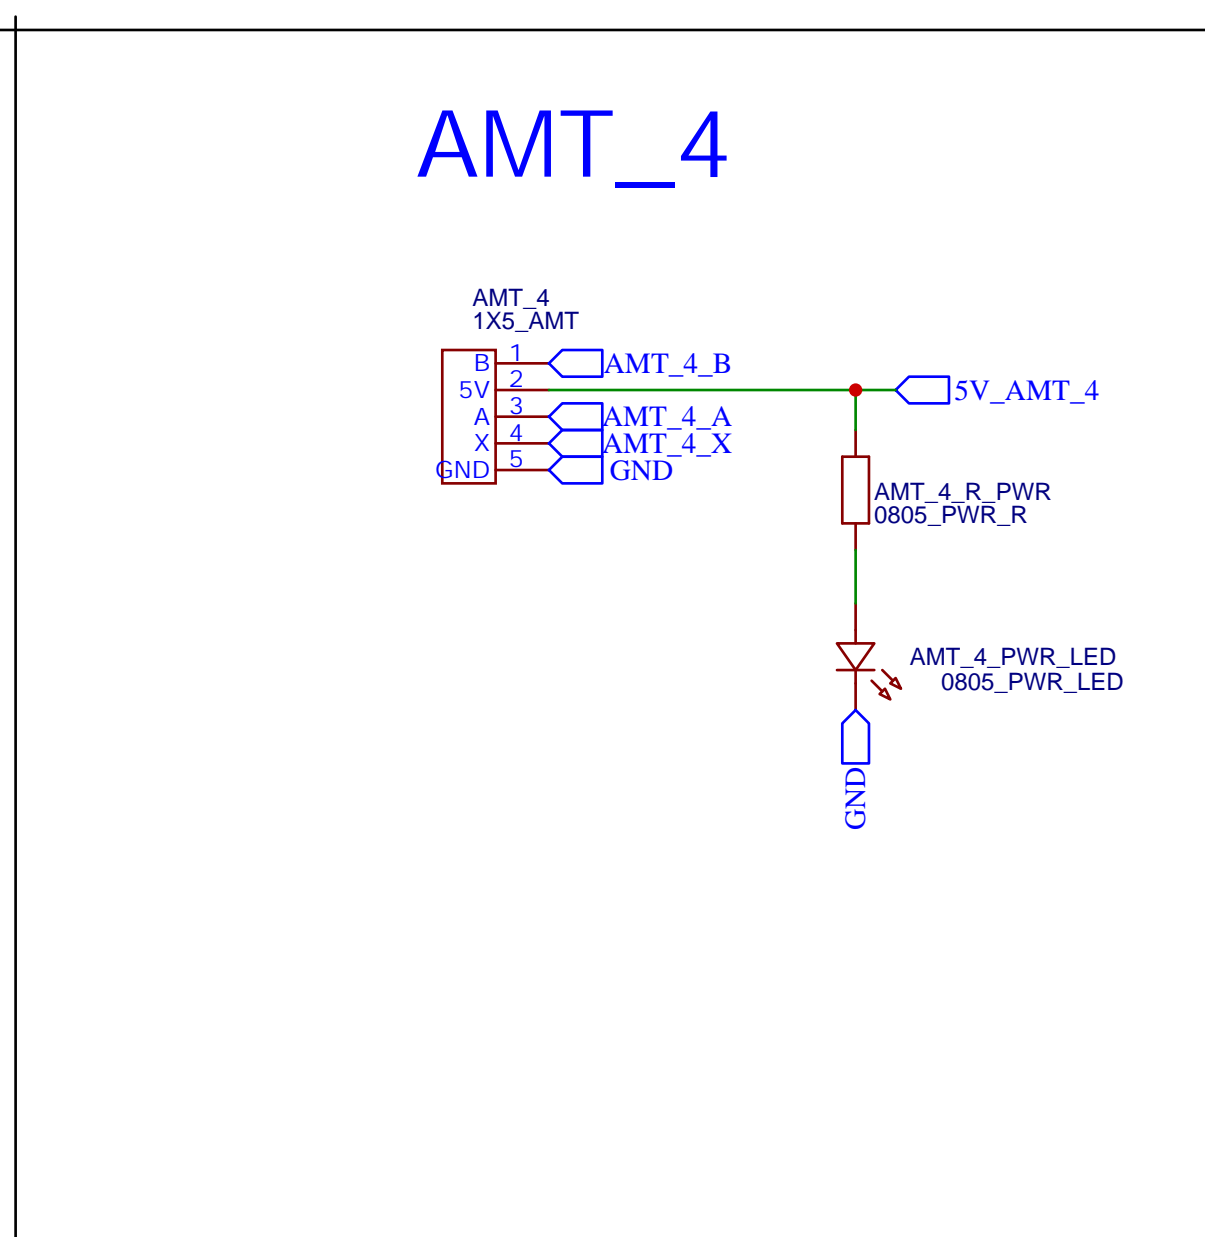 AMT_4
AMT_4
1X5_AMT
B 1 AMT_4_B
5V 2 5V_AMT_4
A 3 AMT_4_A
X 4 AMT_4_X
GND 5 GND
AMT_4_R_PWR
0805_PWR_R
AMT_4_PWR_LED
0805_PWR_LED
GND